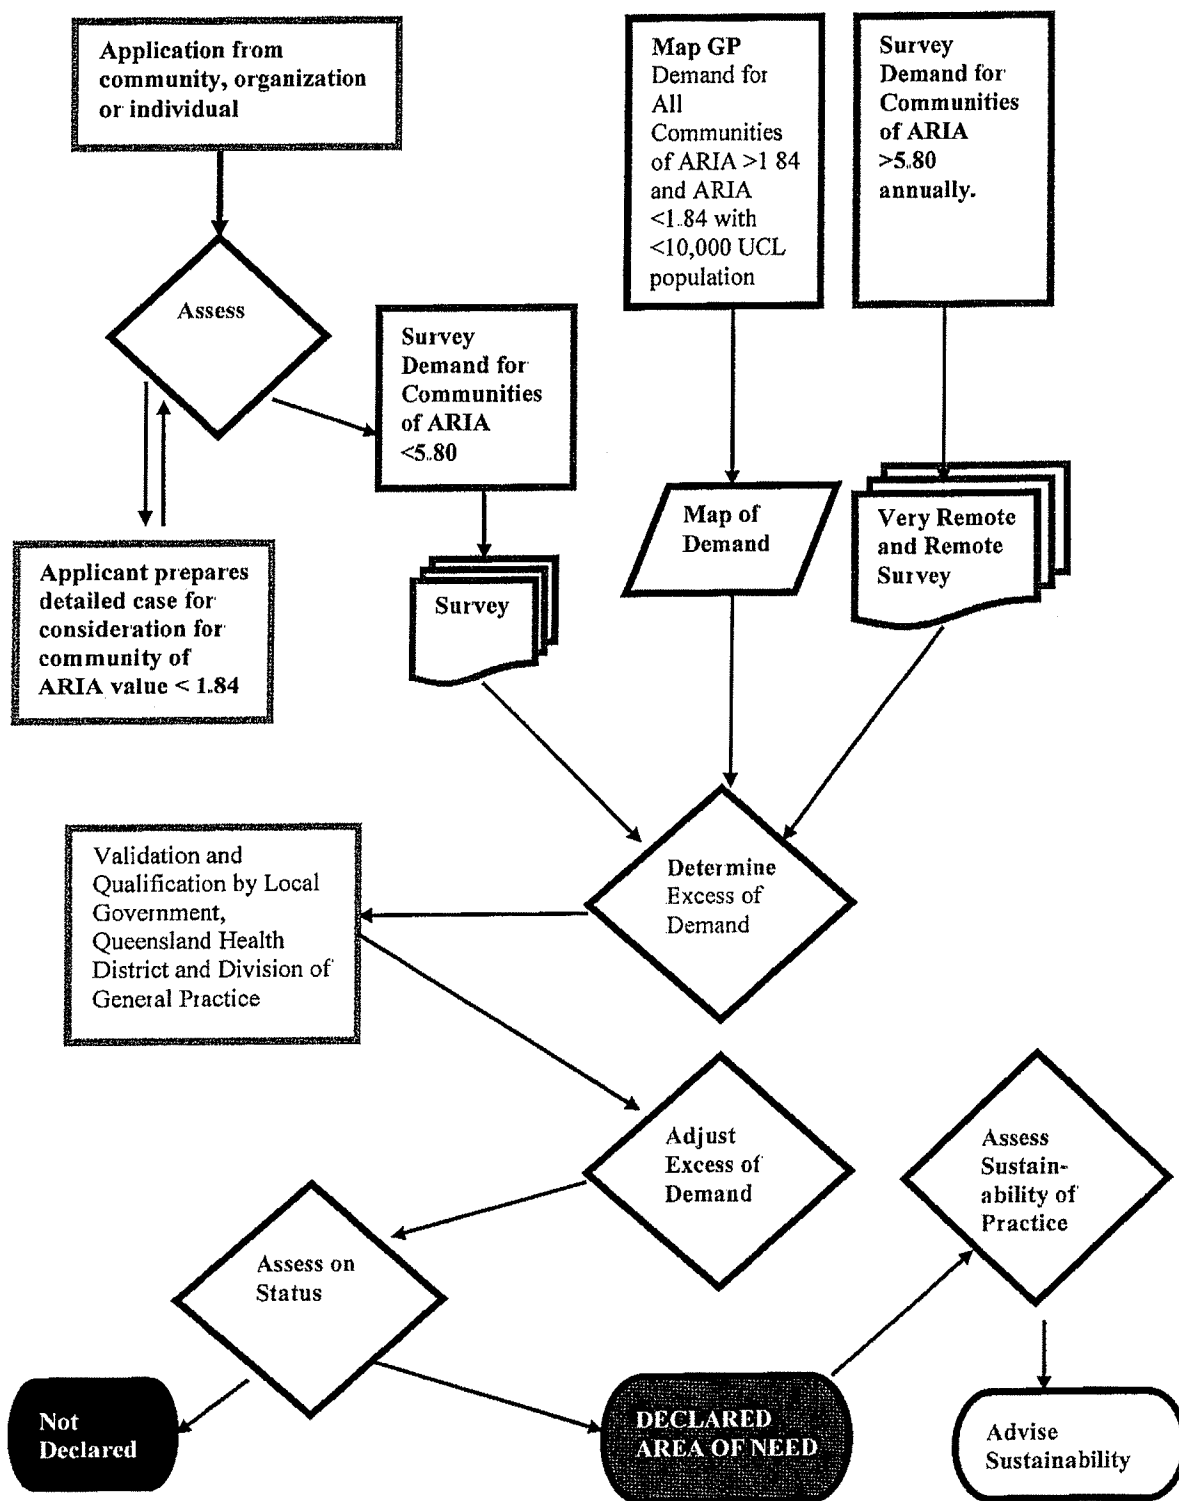 Application from
community, organization
or individual
Map GP
Demand for
All
Communities
of ARIA >1 84
and ARIA
<1.84 with
<10,000 UCL
population
Survey
Demand for
Communities
of ARIA
>5.80
annually.
Assess
Survey
Demand for
Communities
of ARIA
<5.80
Map of
Demand
Very Remote
and Remote
Survey
Applicant prepares
detailed case for
consideration for
community of
ARIA value < 1.84
Survey
Validation and
Qualification by Local
Government,
Queensland Health
District and Division of
General Practice
Determine
Excess of
Demand
Adjust
Excess of
Demand
Assess
Sustain-
ability of
Practice
Assess on
Status
Not
Declared
DECLARED
AREA OF NEED
Advise
Sustainability